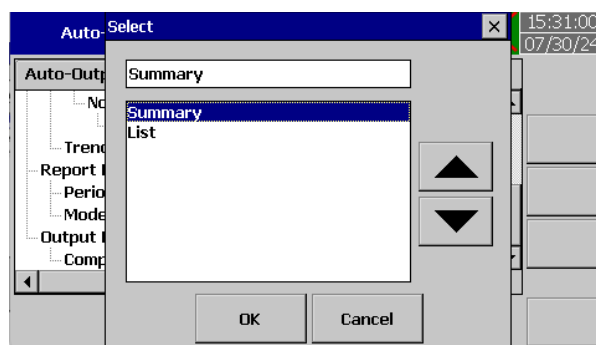 Auto-
Select
15:31:00
07/30/24
Auto-Outp
Summary
No
Summary
List
Trend
Report
Perio
Mode
Output
Comp
OK
Cancel